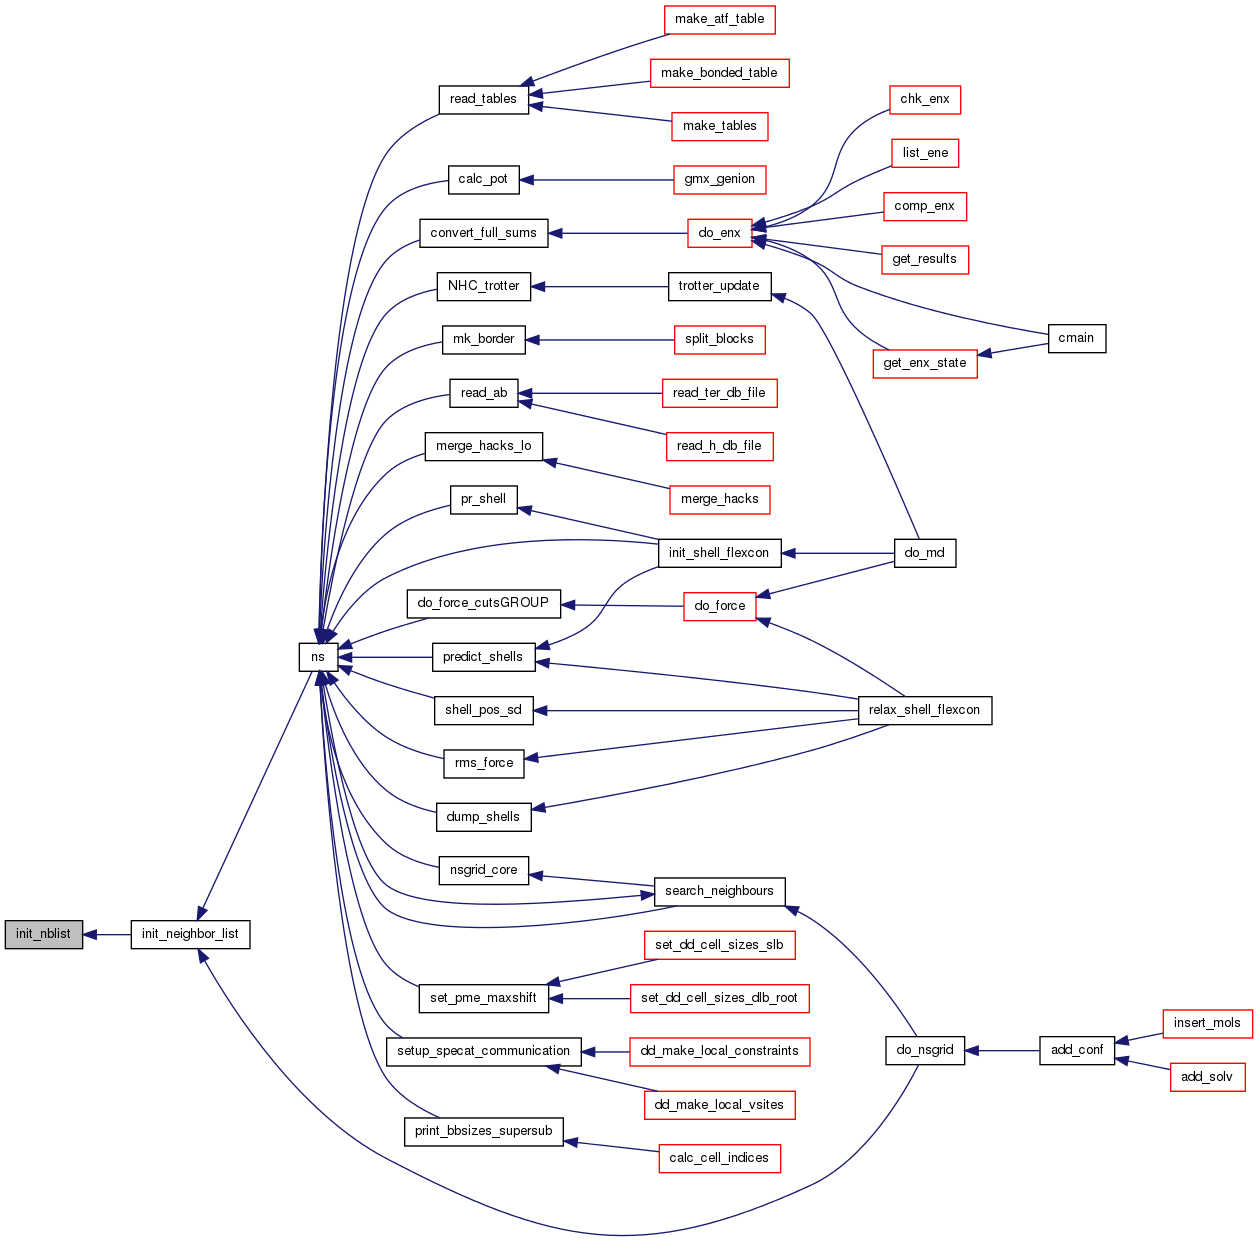 make_atf_table
make_bonded_table
read_tables
chk_enx
make_tables
list_ene
calc_pot
gmx_genion
comp_enx
convert_full_sums
do_enx
get_results
NHC_trotter
trotter_update
mk_border
split_blocks
cmain
get_enx_state
read_ab
read_ter_db_file
merge_hacks_lo
read_h_db_file
pr_shell
merge_hacks
init_shell_flexcon
do_md
do_force_cutsGROUP
do_force
ns
predict_shells
shell_pos_sd
relax_shell_flexcon
rms_force
dump_shells
nsgrid_core
search_neighbours
init_nblist
init_neighbor_list
set_dd_cell_sizes_slb
set_pme_maxshift
set_dd_cell_sizes_dlb_root
insert_mols
setup_specat_communication
dd_make_local_constraints
do_nsgrid
add_conf
add_solv
dd_make_local_vsites
print_bbsizes_supersub
calc_cell_indices